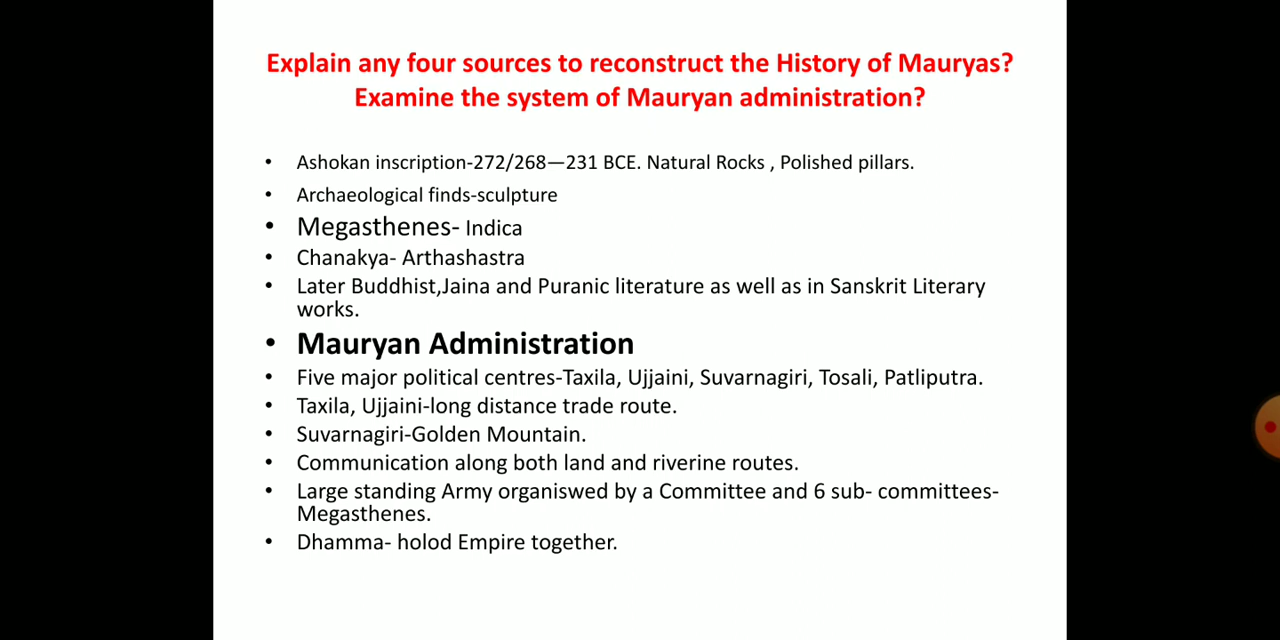 Explain any four sources to reconstruct the History of Mauryas?
Examine the system of Mauryan administration?
• Ashokan inscription-272/268—231 BCE. Natural Rocks , Polished pillars.
• Archaeological finds-sculpture
• Megasthenes- Indica
• Chanakya- Arthashastra
• Later Buddhist,Jaina and Puranic literature as well as in Sanskrit Literary
works.
• Mauryan Administration
• Five major political centres-Taxila, Ujjaini, Suvarnagiri, Tosali, Patliputra.
• Taxila, Ujjaini-long distance trade route.
• Suvarnagiri-Golden Mountain.
• Communication along both land and riverine routes.
• Large standing Army organiswed by a Committee and 6 sub- committees-
Megasthenes.
• Dhamma- holod Empire together.